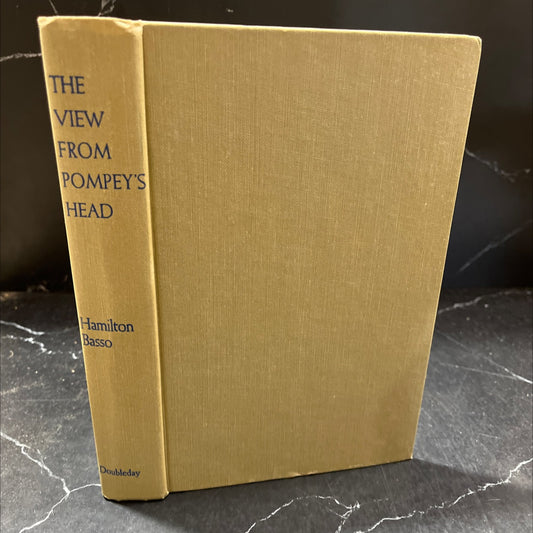 THE
VIEW
FROM
POMPEY'S
HEAD
Hamilton
Basso
Doubleday